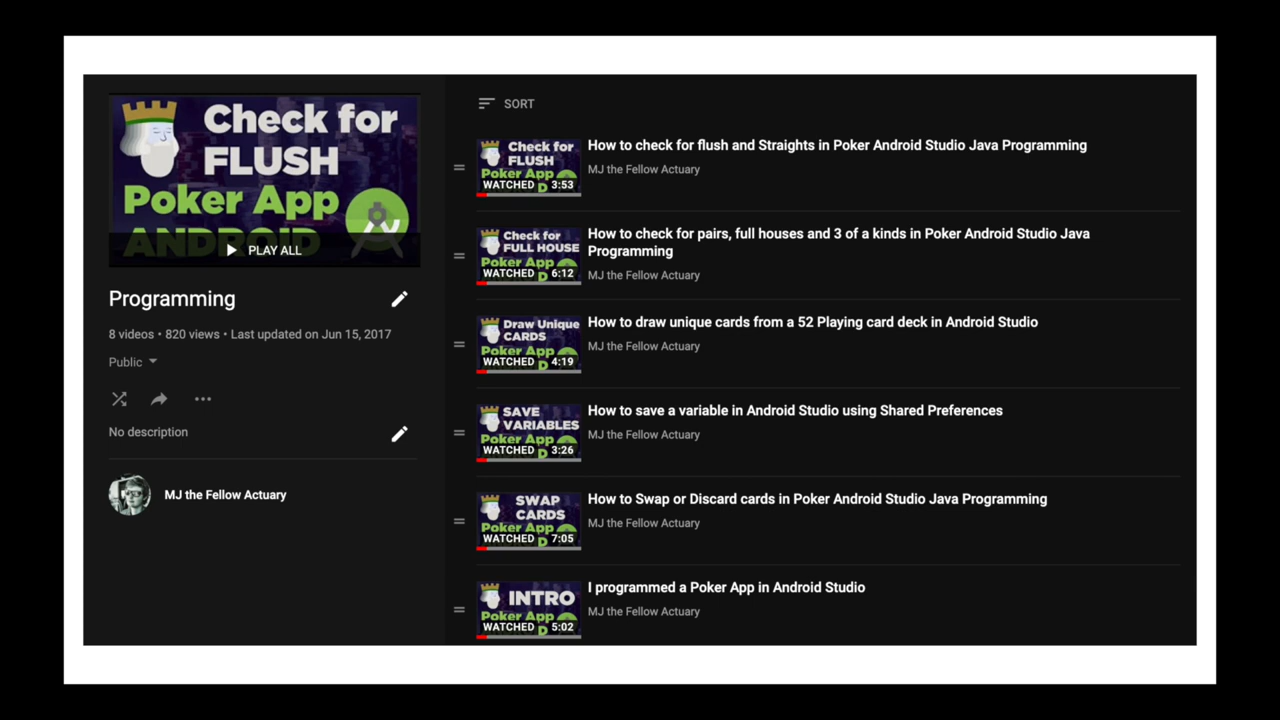 Check for
FLUSH
Poker App
ANDROID
PLAY ALL
Programming
8 videos • 820 views • Last updated on Jun 15, 2017
Public
No description
MJ the Fellow Actuary
SORT
Check for
FLUSH
Poker App
WATCHED D 3:53
How to check for flush and Straights in Poker Android Studio Java Programming
MJ the Fellow Actuary
Check for
FULL HOUSE
Poker App
WATCHED D 6:12
How to check for pairs, full houses and 3 of a kinds in Poker Android Studio Java
Programming
MJ the Fellow Actuary
Draw Unique
CARDS
Poker App
WATCHED D 4:19
How to draw unique cards from a 52 Playing card deck in Android Studio
MJ the Fellow Actuary
SAVE
VARIABLES
Poker App
WATCHED D 3:26
How to save a variable in Android Studio using Shared Preferences
MJ the Fellow Actuary
SWAP
CARDS
Poker App
WATCHED D 7:05
How to Swap or Discard cards in Poker Android Studio Java Programming
MJ the Fellow Actuary
INTRO
Poker App
WATCHED D 5:02
I programmed a Poker App in Android Studio
MJ the Fellow Actuary